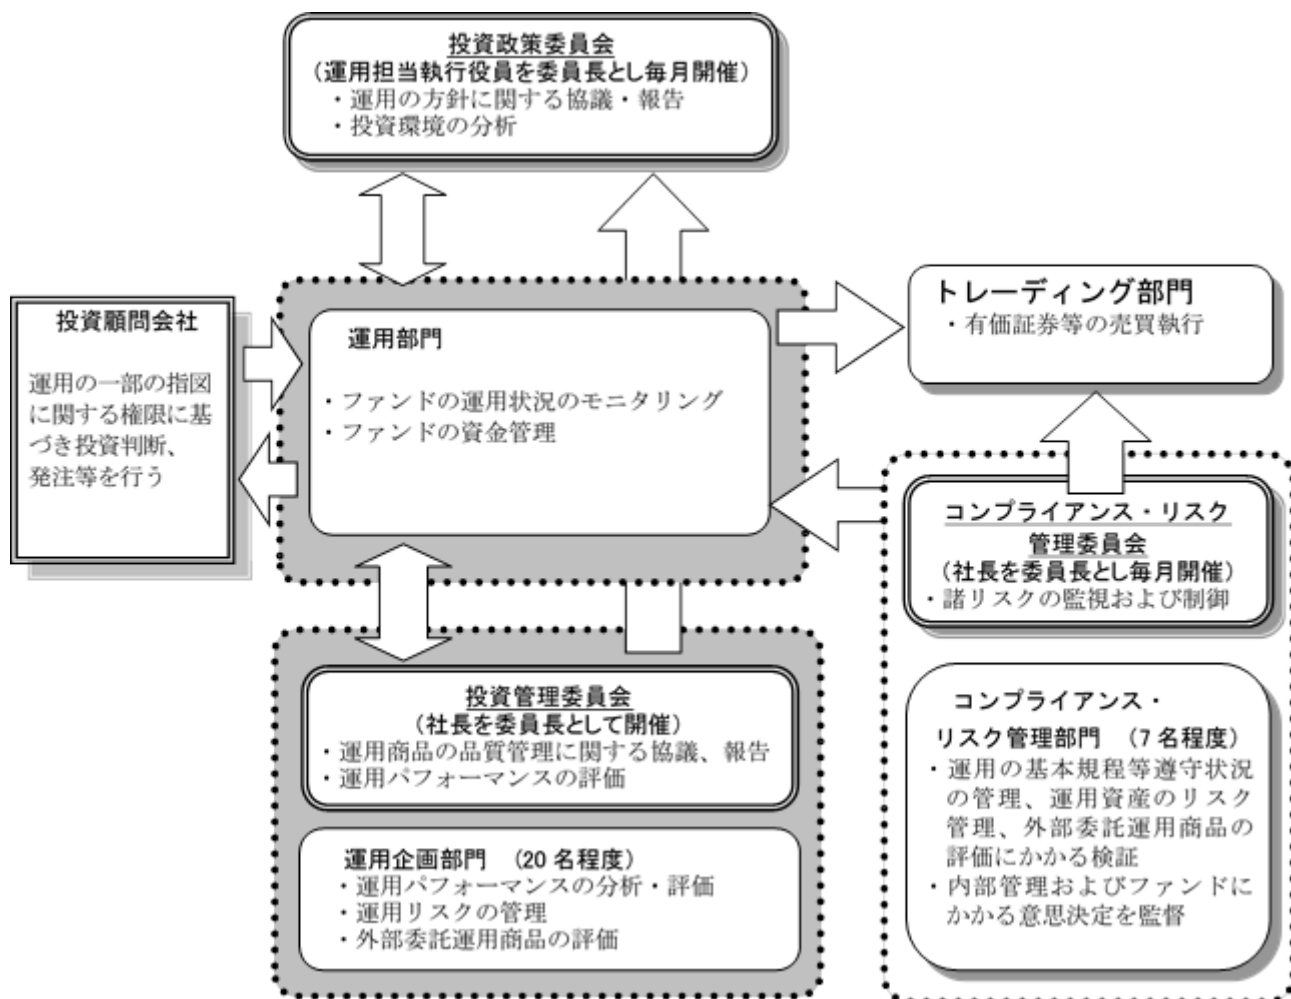 投資政策委員会
（運用担当執行役員を委員長とし毎月開催）
・運用の方針に関する協議・報告
・投資環境の分析
投資顧問会社
運用の一部の指図
に関する権限に基
づき投資判断、
発注等を行う
運用部門
・ファンドの運用状況のモニタリング
・ファンドの資金管理
トレーディング部門
・有価証券等の売買執行
コンプライアンス・リスク
管理委員会
（社長を委員長とし毎月開催）
・諸リスクの監視および制御
コンプライアンス・
リスク管理部門　（７名程度）
・運用の基本規程等遵守状況
の管理、運用資産のリスク
管理、外部委託運用商品の
評価にかかる検証
・内部管理およびファンドに
かかる意思決定を監督
投資管理委員会
（社長を委員長として開催）
・運用商品の品質管理に関する協議、報告
・運用パフォーマンスの評価
運用企画部門　（20 名程度）
・運用パフォーマンスの分析・評価
・運用リスクの管理
・外部委託運用商品の評価